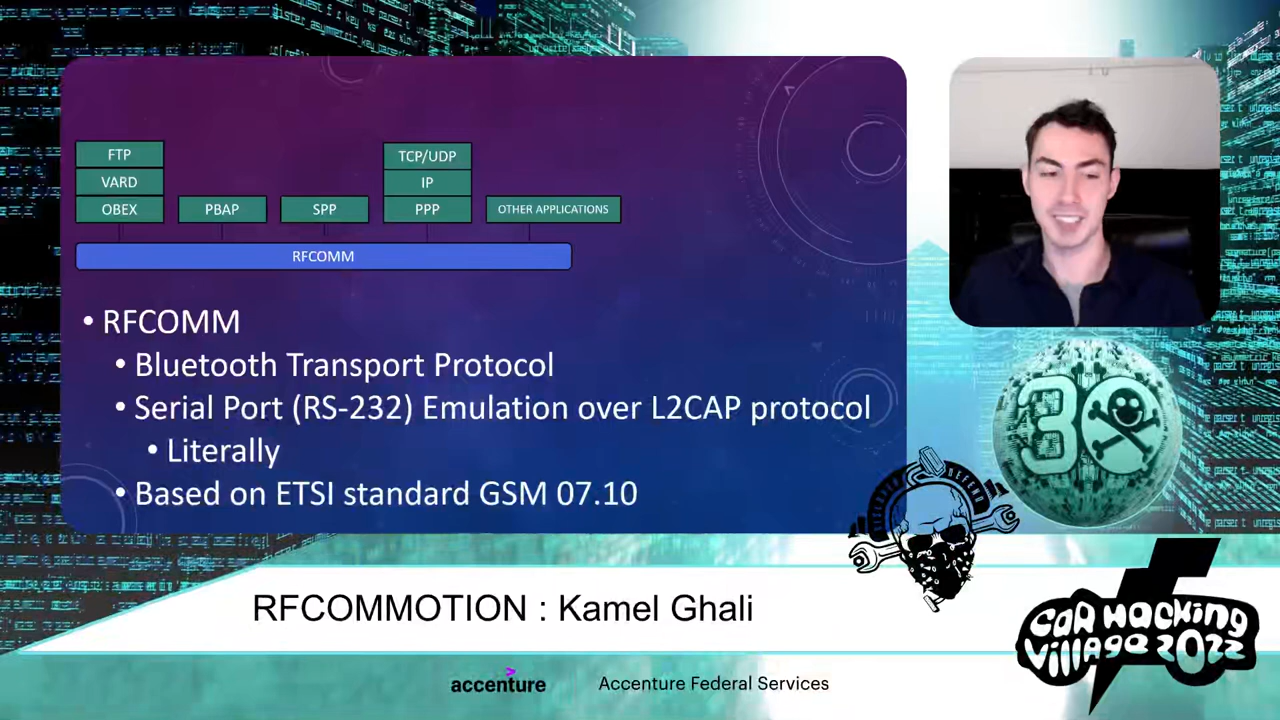 FTP
VARD
OBEX
PBAP
SPP
TCP/UDP
IP
PPP
OTHER APPLICATIONS
RFCOMM
• RFCOMM
• Bluetooth Transport Protocol
• Serial Port (RS-232) Emulation over L2CAP protocol
• Literally
• Based on ETSI standard GSM 07.10
30
DEFEND
RFCOMMOTION : Kamel Ghali
CAR HACKING
VILLAGE 2022
accenture
Accenture Federal Services